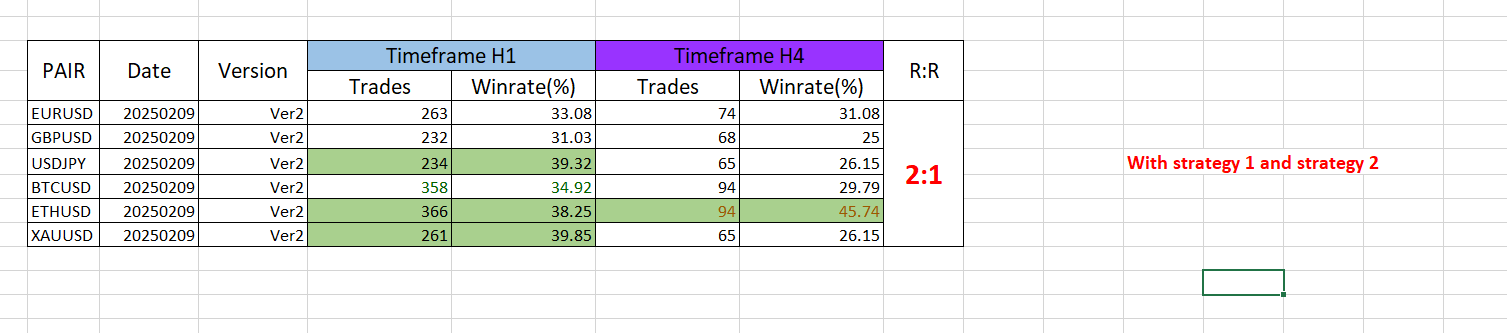 PAIR Date Version Timeframe H1 Timeframe H4 R:R
Trades Winrate(%) Trades Winrate(%)
EURUSD 20250209 Ver2 263 33.08 74 31.08
GBPUSD 20250209 Ver2 232 31.03 68 25
USDJPY 20250209 Ver2 234 39.32 65 26.15
BTCUSD 20250209 Ver2 358 34.92 94 29.79
ETHUSD 20250209 Ver2 366 38.25 94 45.74
XAUUSD 20250209 Ver2 261 39.85 65 26.15
2:1
With strategy 1 and strategy 2